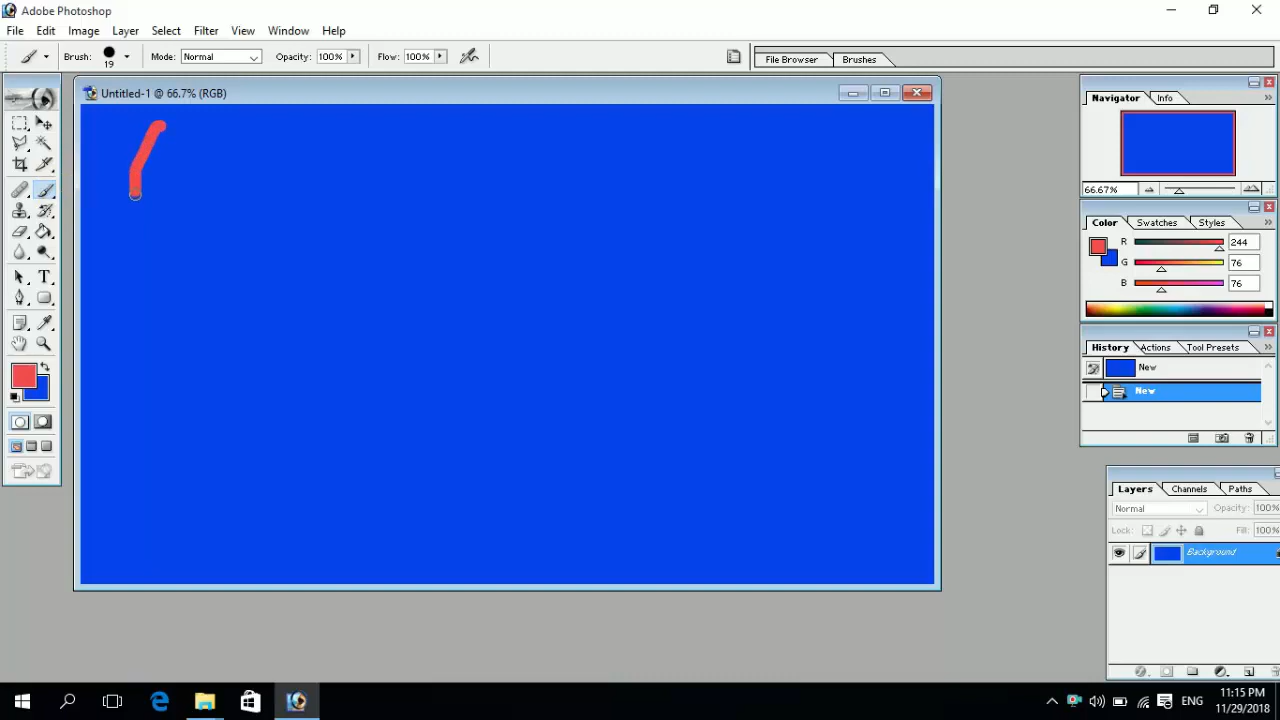 Adobe Photoshop
File Edit Image Layer Select Filter View Window Help
Brush: 19 Mode: Normal Opacity: 100% Flow: 100% File Browser Brushes
Untitled-1 @ 66.7% (RGB)
Navigator Info
66.67%
Color Swatches Styles
R 244
G 76
B 76
History Actions Tool Presets
New
New
Layers Channels Paths
Normal Opacity: 100%
Lock: Fill: 100%
Background
ENG
11:15 PM
11/29/2018